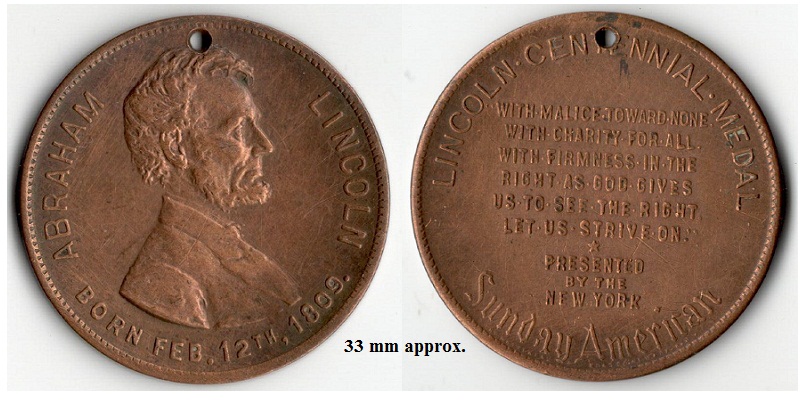 ABRAHAM LINCOLN
BORN FEB. 12TH, 1809.
LINCOLN·CENTENNIAL·MEDAL
"WITH·MALICE·TOWARD·NONE
WITH·CHARITY·FOR·ALL.
WITH·FIRMNESS·IN·THE
RIGHT·AS·GOD·GIVES
US·TO·SEE·THE·RIGHT,
LET·US·STRIVE·ON."
PRESENTED
BY THE
NEW YORK
Sunday American
33 mm approx.